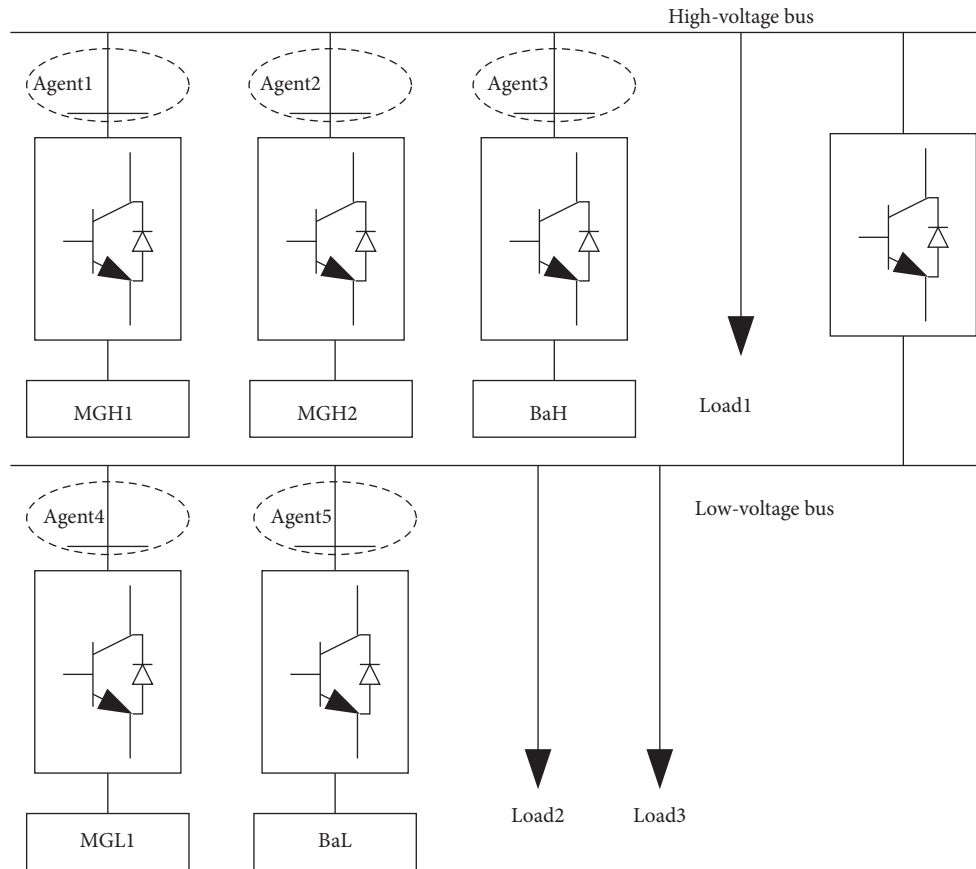 High-voltage bus
Agent1
Agent2
Agent3
MGH1
MGH2
BaH
Load1
Agent4
Agent5
Low-voltage bus
MGL1
BaL
Load2
Load3